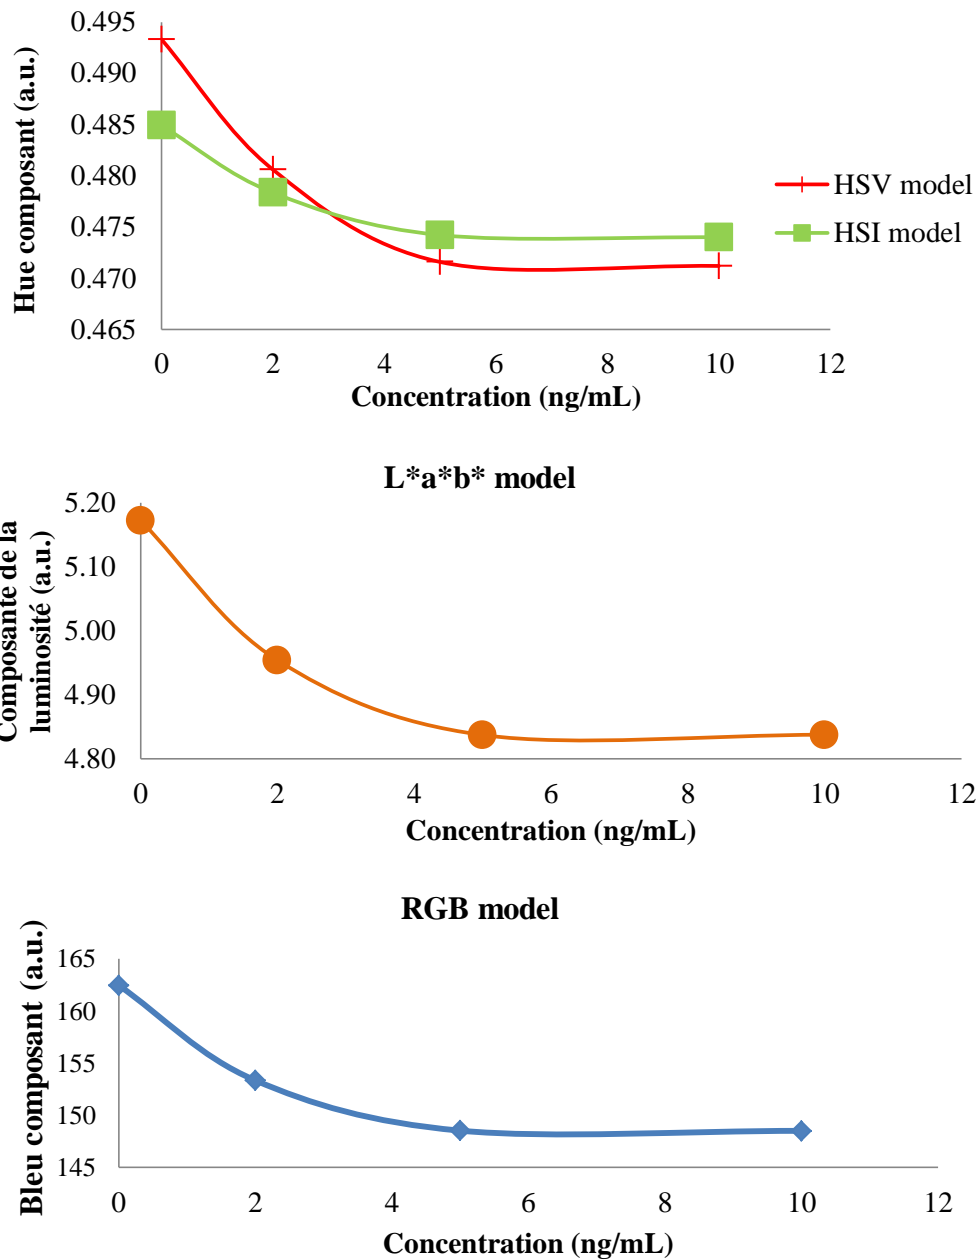 Hue composant (a.u.)
0.495
0.490
0.485
0.480
0.475
0.470
0.465
0 2 4 6 8 10 12
Concentration (ng/mL)
HSV model
HSI model
L*a*b* model
Composante de la
luminosité (a.u.)
5.20
5.10
5.00
4.90
4.80
0 2 4 6 8 10 12
Concentration (ng/mL)
RGB model
Bleu composant (a.u.)
165
160
155
150
145
0 2 4 6 8 10 12
Concentration (ng/mL)